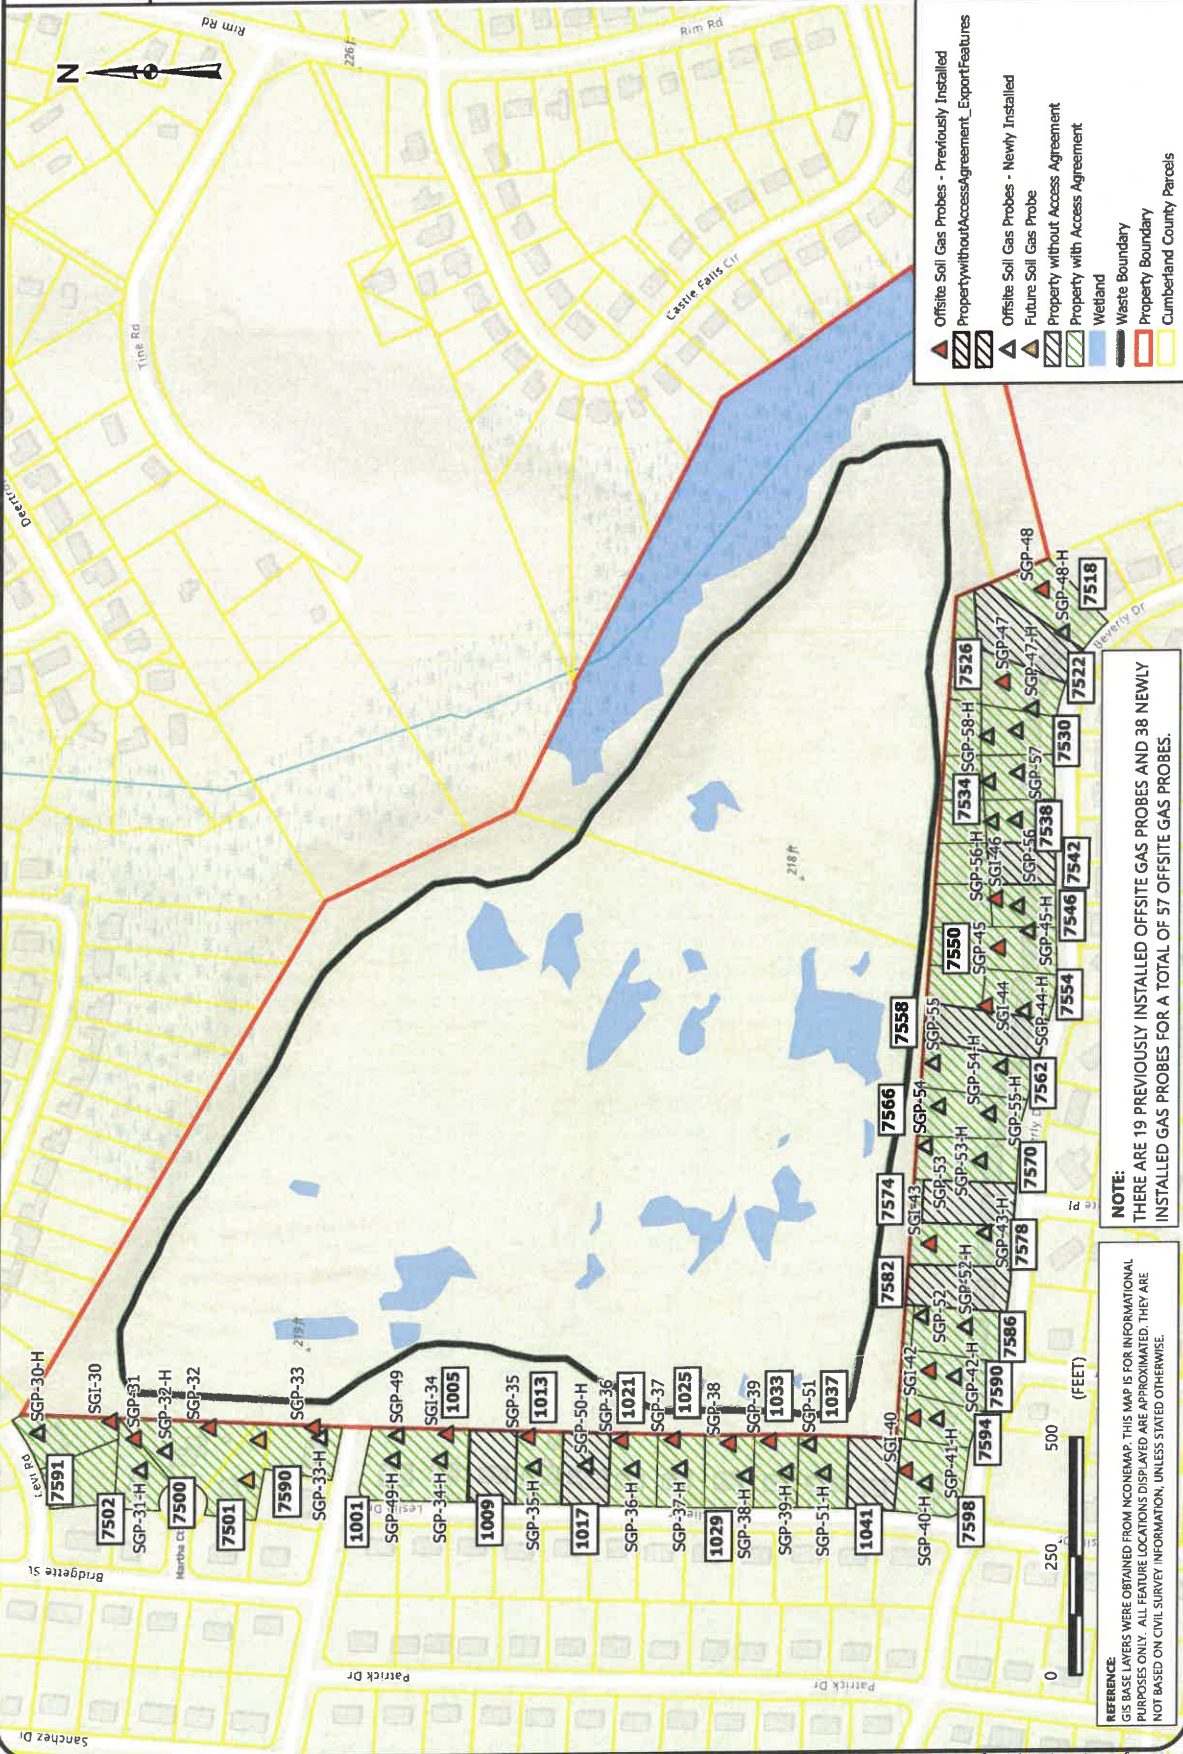 N
Rim Rd
Rim Rd
226 ft
Tine Rd
Castle Falls Cir
Levi Rd
Bridgette St
Sanchez Dr
Patrick Dr
Patrick Dr
Beverly Dr
219 ft
218 ft
SGP-30-H
7591
SGI-30
7502
SGP-31
SGP-31-H
SGP-32-H
7500
SGP-32
7501
7590
SGP-33
SGP-33-H
1001
SGP-49
SGP-49-H
SGI-34
SGP-34-H
1005
1009
SGP-35
SGP-35-H
1013
1017
SGP-50-H
SGP-36
SGP-36-H
1021
SGP-37
SGP-37-H
1025
1029
SGP-38
SGP-38-H
SGP-39
SGP-39-H
1033
SGP-51
SGP-51-H
1037
1041
SGI-40
SGP-40-H
7598
SGP-41-H
7594
SGI-42
SGP-42-H
7590
SGP-52
SGP-52-H
7586
7582
SGI-43
SGP-43-H
7578
7574
SGP-53
SGP-53-H
7570
7566
SGP-54
SGP-54-H
SGP-55
SGP-55-H
7562
7558
SGI-44
SGP-44-H
7554
7550
SGP-45
SGP-45-H
7546
SGI-46
7542
SGP-56-H
SGP-56
7538
7534
SGP-57
SGP-58-H
7530
7526
SGP-47
SGP-47-H
7522
SGP-48
SGP-48-H
7518
Offsite Soil Gas Probes - Previously Installed
PropertywithoutAccessAgreement_ExportFeatures
Offsite Soil Gas Probes - Newly Installed
Future Soil Gas Probe
Property without Access Agreement
Property with Access Agreement
Wetland
Waste Boundary
Property Boundary
Cumberland County Parcels
0 250 500
(FEET)
REFERENCE:
GIS BASE LAYERS WERE OBTAINED FROM NCONEMAP. THIS MAP IS FOR INFORMATIONAL
PURPOSES ONLY. ALL FEATURE LOCATIONS DISPLAYED ARE APPROXIMATED. THEY ARE
NOT BASED ON CIVIL SURVEY INFORMATION, UNLESS STATED OTHERWISE.
NOTE:
THERE ARE 19 PREVIOUSLY INSTALLED OFFSITE GAS PROBES AND 38 NEWLY
INSTALLED GAS PROBES FOR A TOTAL OF 57 OFFSITE GAS PROBES.